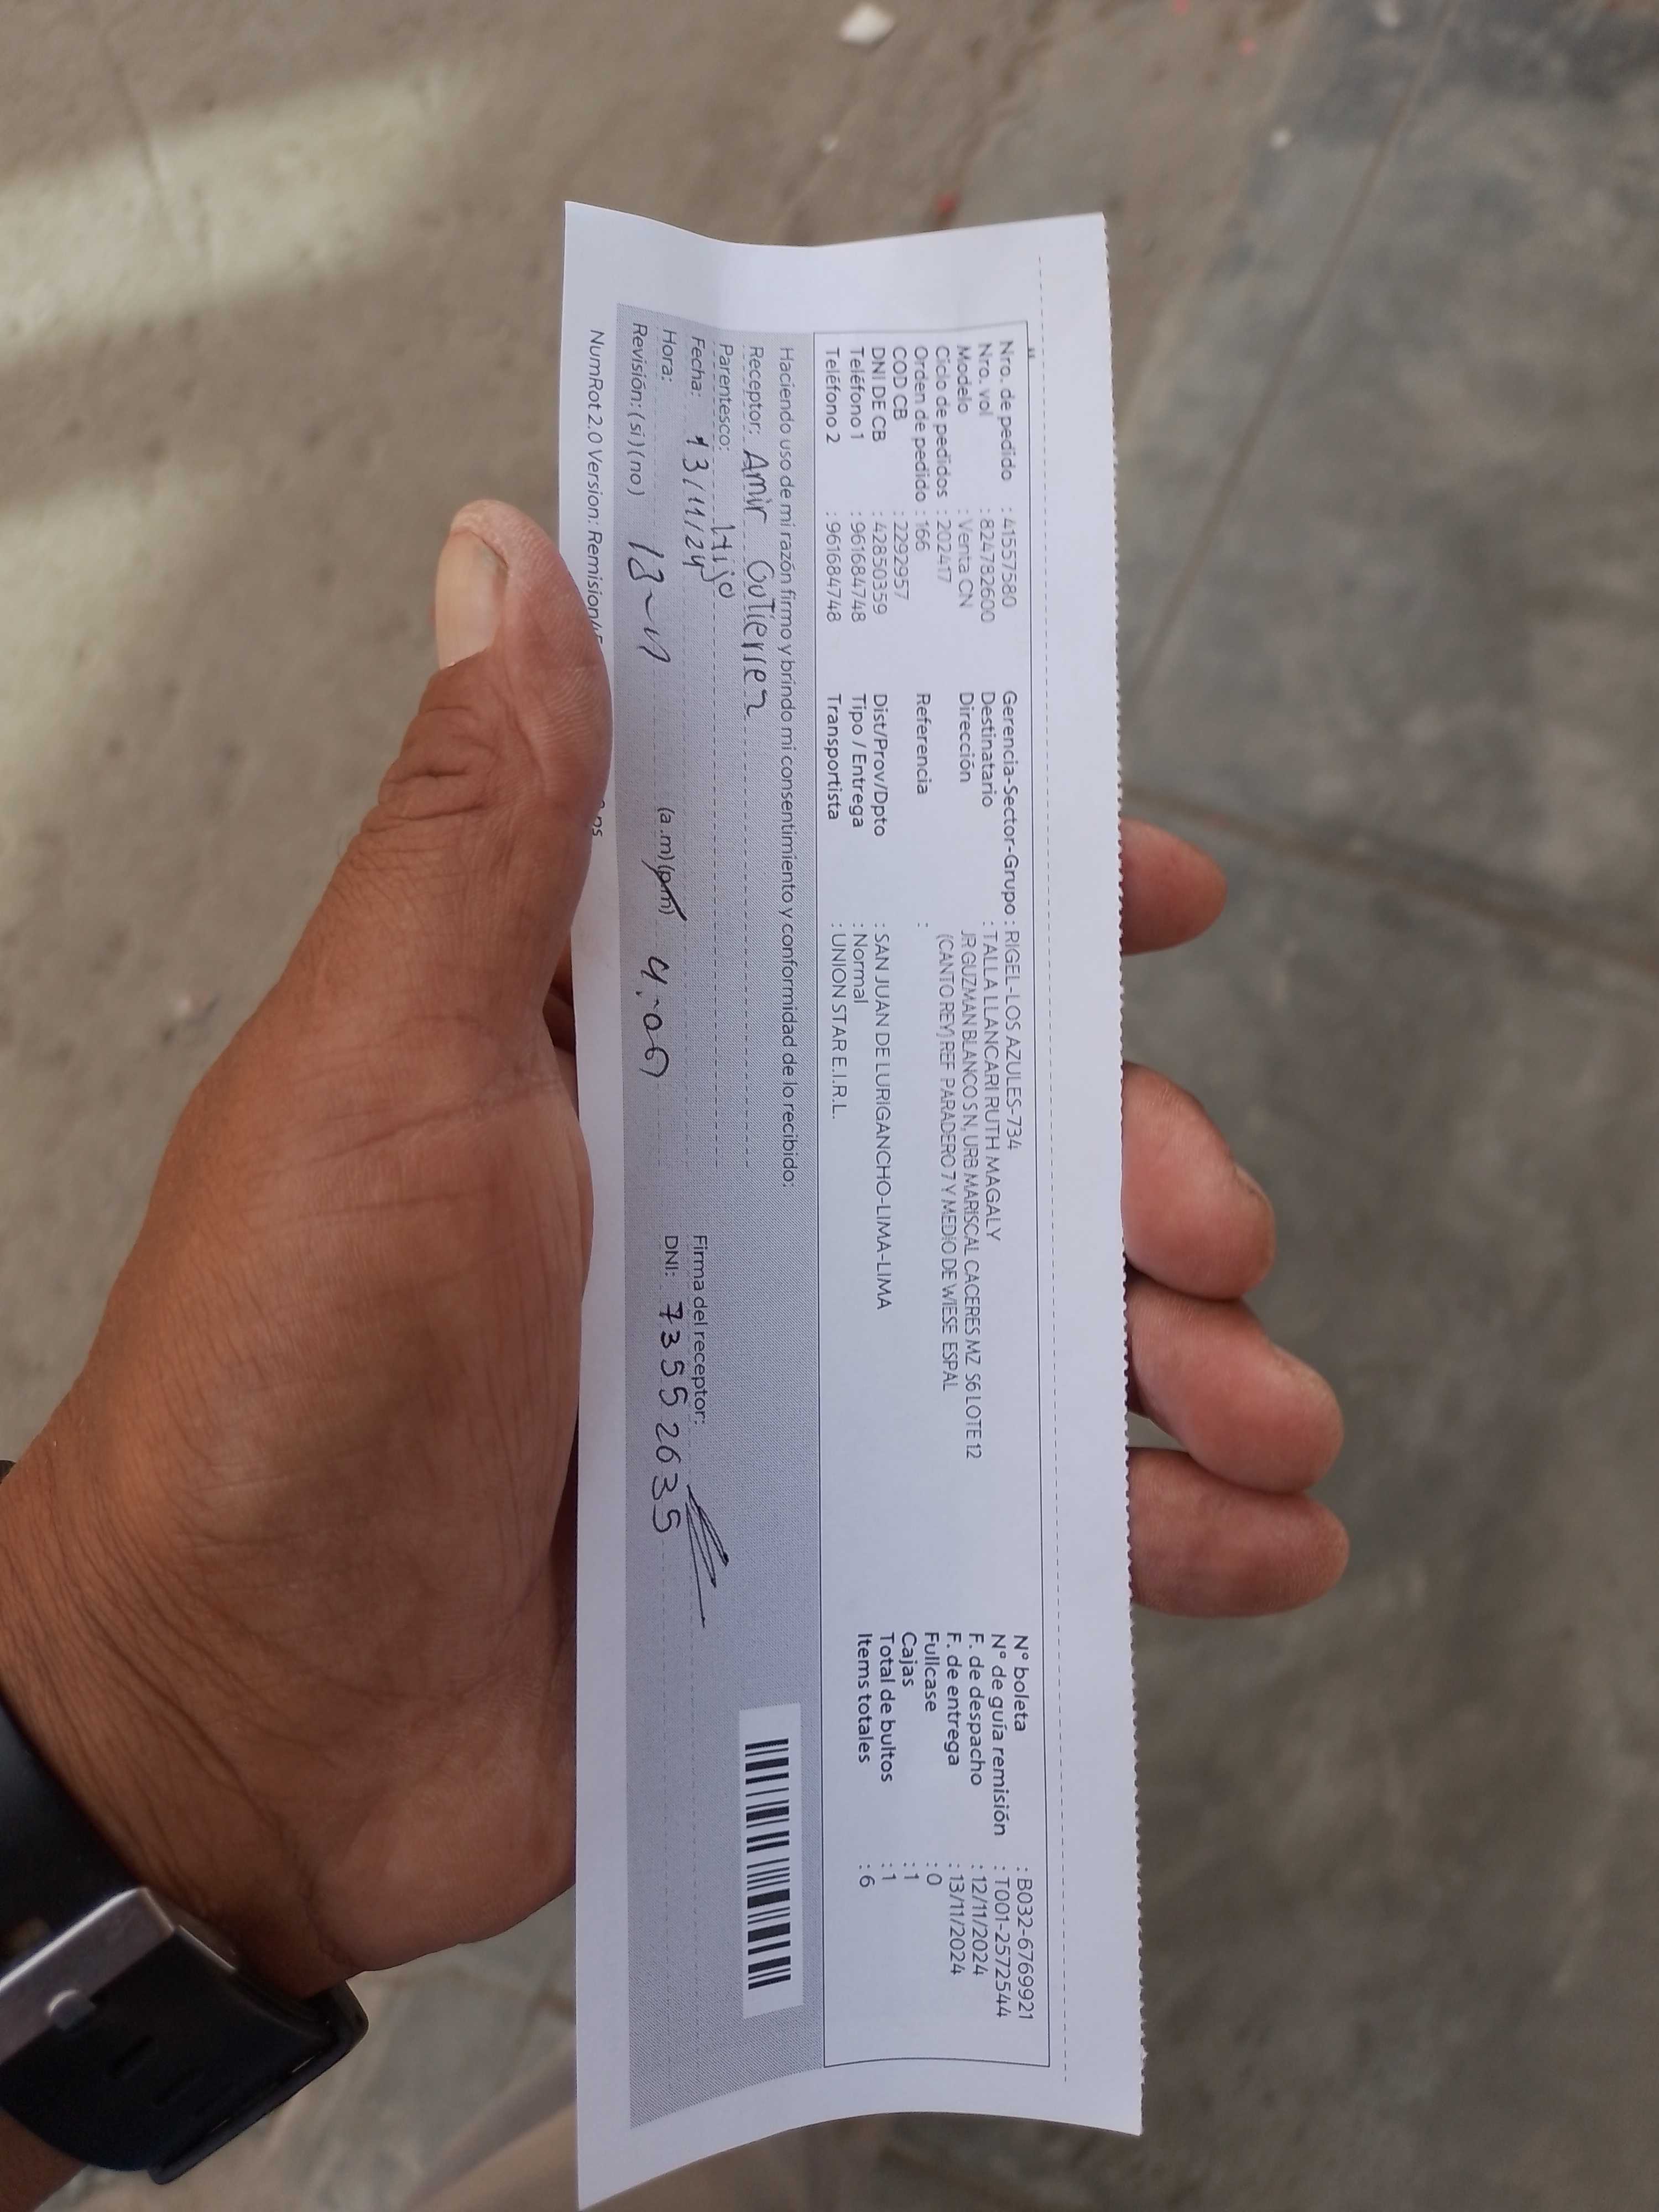 Nro. de pedido : 41557580
Nro. vol : 824782600
Modelo : Venta CN
Ciclo de pedidos : 202417
Orden de pedido : 166
COD CB : 2292957
DNI DE CB : 42850359
Teléfono 1 : 961684748
Teléfono 2 : 961684748
Gerencia-Sector-Grupo : RIGEL-LOS AZULES-734
Destinatario : TALLA LLANCARI RUTH MAGALY
Dirección JR GUZMAN BLANCO S N, URB MARISCAL CACERES MZ S6 LOTE 12
(CANTO REY) REF PARADERO 7 Y MEDIO DE WIESE ESPAL
Referencia :
Dist/Prov/Dpto : SAN JUAN DE LURIGANCHO-LIMA-LIMA
Tipo / Entrega : Normal
Transportista : UNION STAR E.I.R.L.
N° boleta : B032-6769921
N° de guía remisión : T001-2572544
F. de despacho : 12/11/2024
F. de entrega : 13/11/2024
Fullcase : 0
Cajas : 1
Total de bultos : 1
Items totales : 6
Haciendo uso de mi razón firmo y brindo mi consentimiento y conformidad de lo recibido:
Receptor: Amir Gutierrez
Parentesco: Hijo
Fecha: 13/11/24
Firma del receptor:
Hora: (a.m)(pm) 4:06
DNI: 73552635
Revisión: (si) (no)
NumRot 2.0 Version: Remision